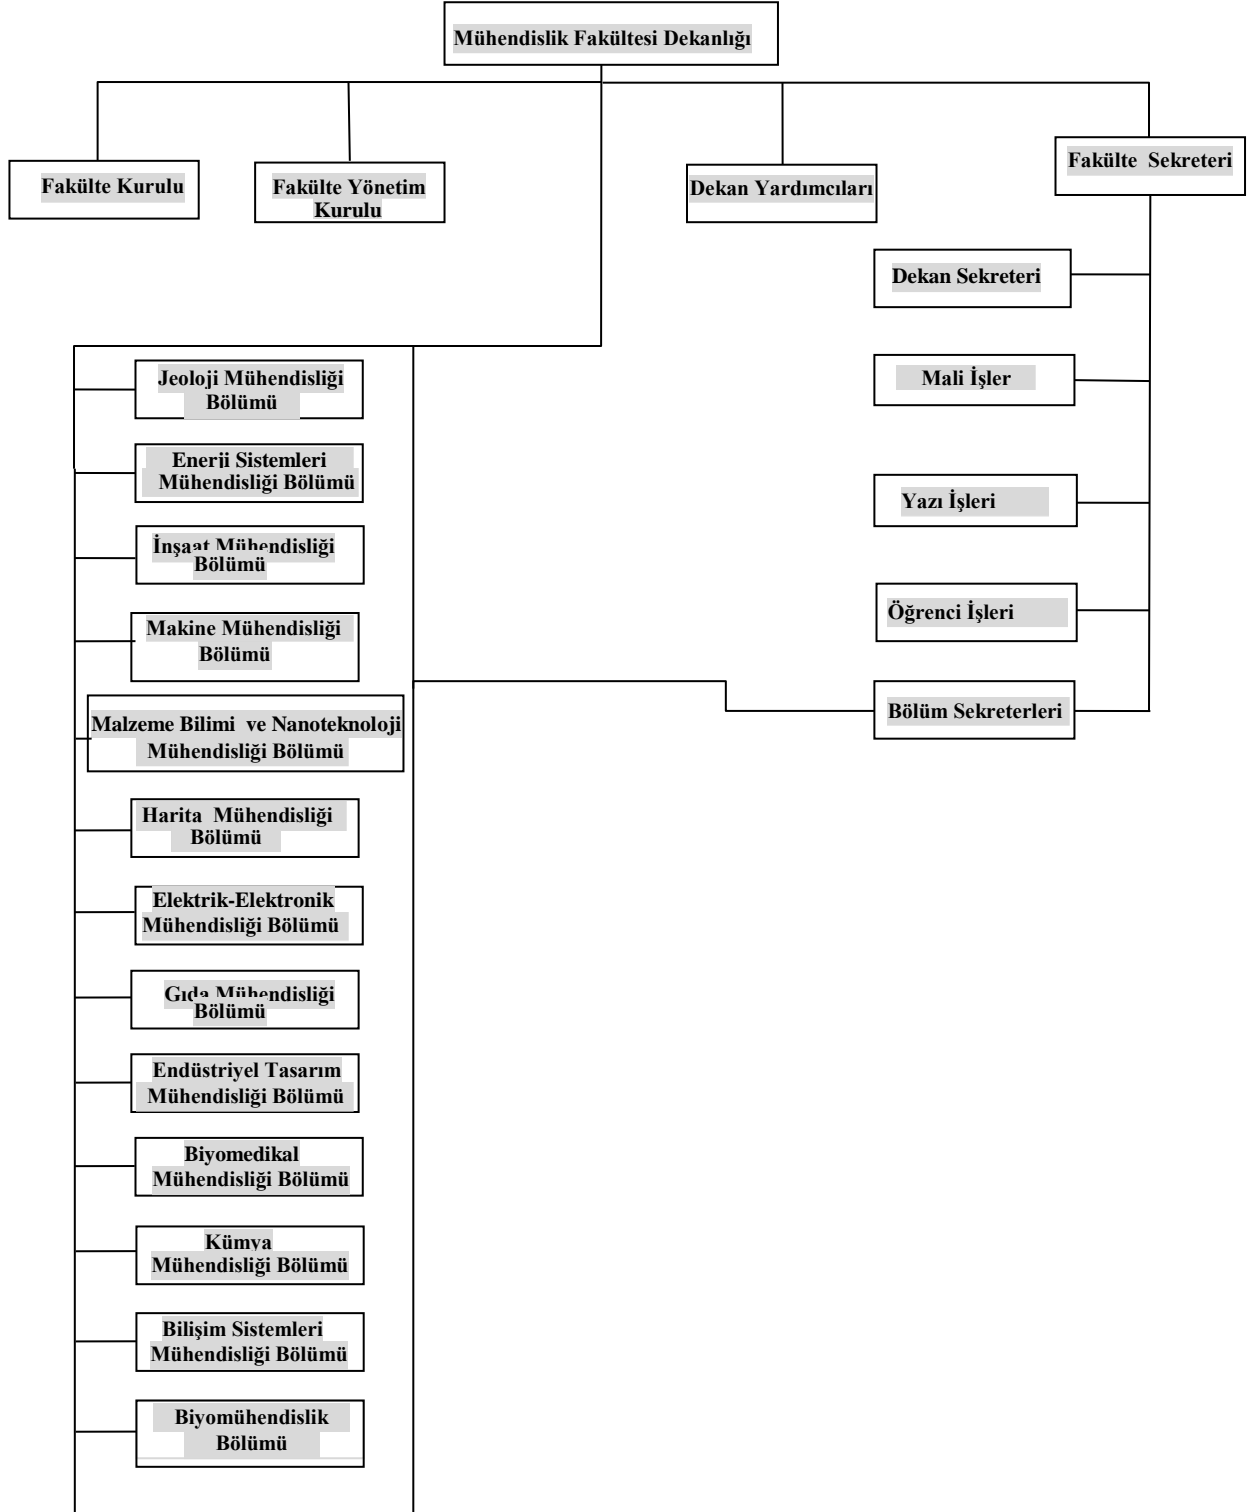 Mühendislik Fakültesi Dekanlığı
Fakülte Kurulu
Fakülte Yönetim
Kurulu
Dekan Yardımcıları
Fakülte Sekreteri
Dekan Sekreteri
Mali İşler
Yazı İşleri
Öğrenci İşleri
Bölüm Sekreterleri
Jeoloji Mühendisliği
Bölümü
Enerji Sistemleri
Mühendisliği Bölümü
İnşaat Mühendisliği
Bölümü
Makine Mühendisliği
Bölümü
Malzeme Bilimi ve Nanoteknoloji
Mühendisliği Bölümü
Harita Mühendisliği
Bölümü
Elektrik-Elektronik
Mühendisliği Bölümü
Gıda Mühendisliği
Bölümü
Endüstriyel Tasarım
Mühendisliği Bölümü
Biyomedikal
Mühendisliği Bölümü
Kümya
Mühendisliği Bölümü
Bilişim Sistemleri
Mühendisliği Bölümü
Biyomühendislik
Bölümü